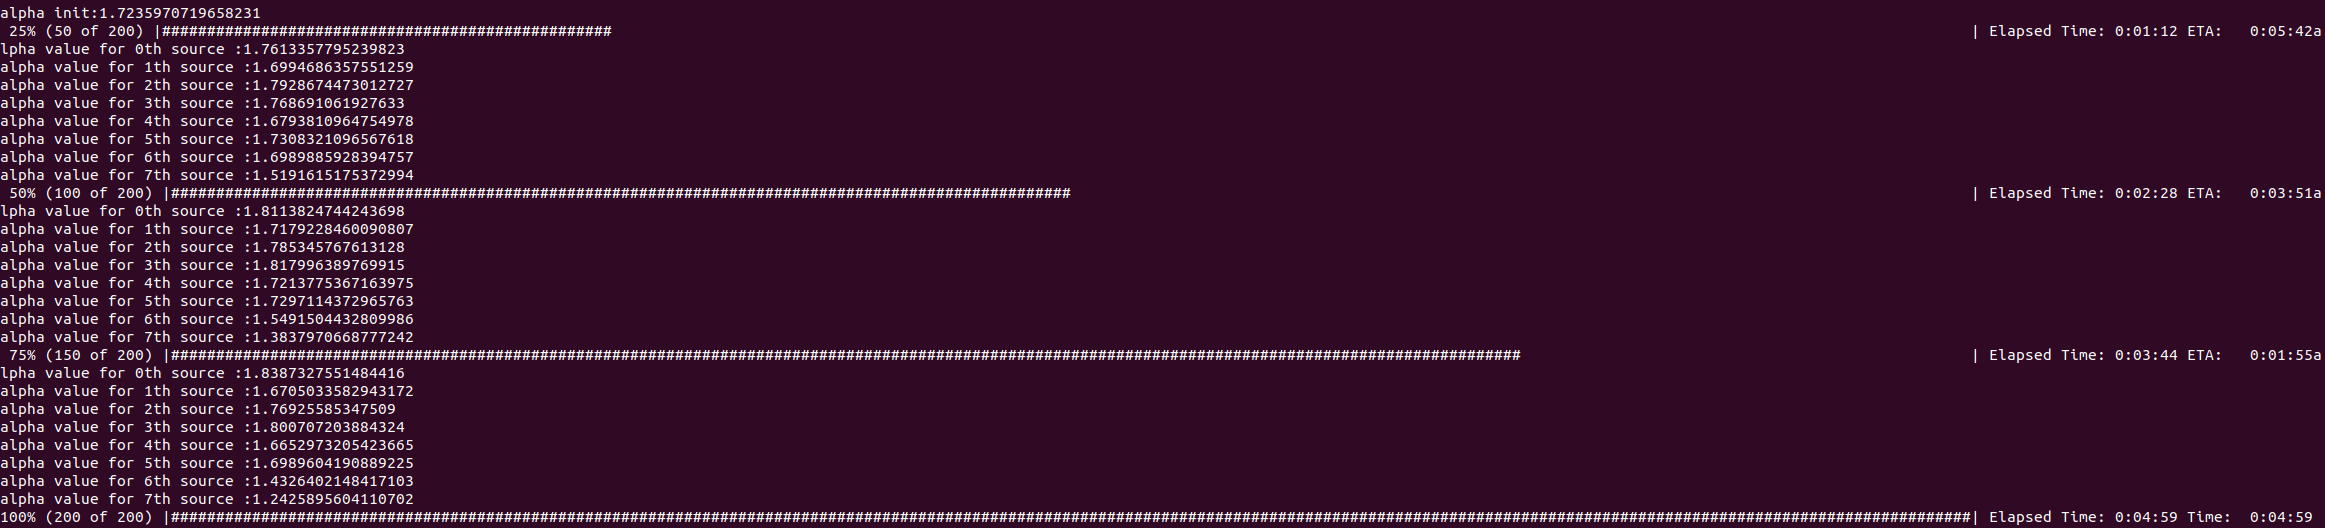 alpha init:1.7235970719658231
 25% (50 of 200) |################################################## | Elapsed Time: 0:01:12 ETA:   0:05:42a
lpha value for 0th source :1.7613357795239823
alpha value for 1th source :1.6994686357551259
alpha value for 2th source :1.7928674473012727
alpha value for 3th source :1.768691061927633
alpha value for 4th source :1.6793810964754978
alpha value for 5th source :1.7308321096567618
alpha value for 6th source :1.6989885928394757
alpha value for 7th source :1.5191615175372994
 50% (100 of 200) |#################################################################################################### | Elapsed Time: 0:02:28 ETA:   0:03:51a
lpha value for 0th source :1.8113824744243698
alpha value for 1th source :1.7179228460090807
alpha value for 2th source :1.785345767613128
alpha value for 3th source :1.817996389769915
alpha value for 4th source :1.7213775367163975
alpha value for 5th source :1.7297114372965763
alpha value for 6th source :1.5491504432809986
alpha value for 7th source :1.3837970668777242
 75% (150 of 200) |###################################################################################################################################################### | Elapsed Time: 0:03:44 ETA:   0:01:55a
lpha value for 0th source :1.8387327551484416
alpha value for 1th source :1.6705033582943172
alpha value for 2th source :1.76925585347509
alpha value for 3th source :1.800707203884324
alpha value for 4th source :1.6652973205423665
alpha value for 5th source :1.6989604190889225
alpha value for 6th source :1.4326402148417103
alpha value for 7th source :1.2425895604110702
100% (200 of 200) |########################################################################################################################################################################################################| Elapsed Time: 0:04:59 Time:  0:04:59